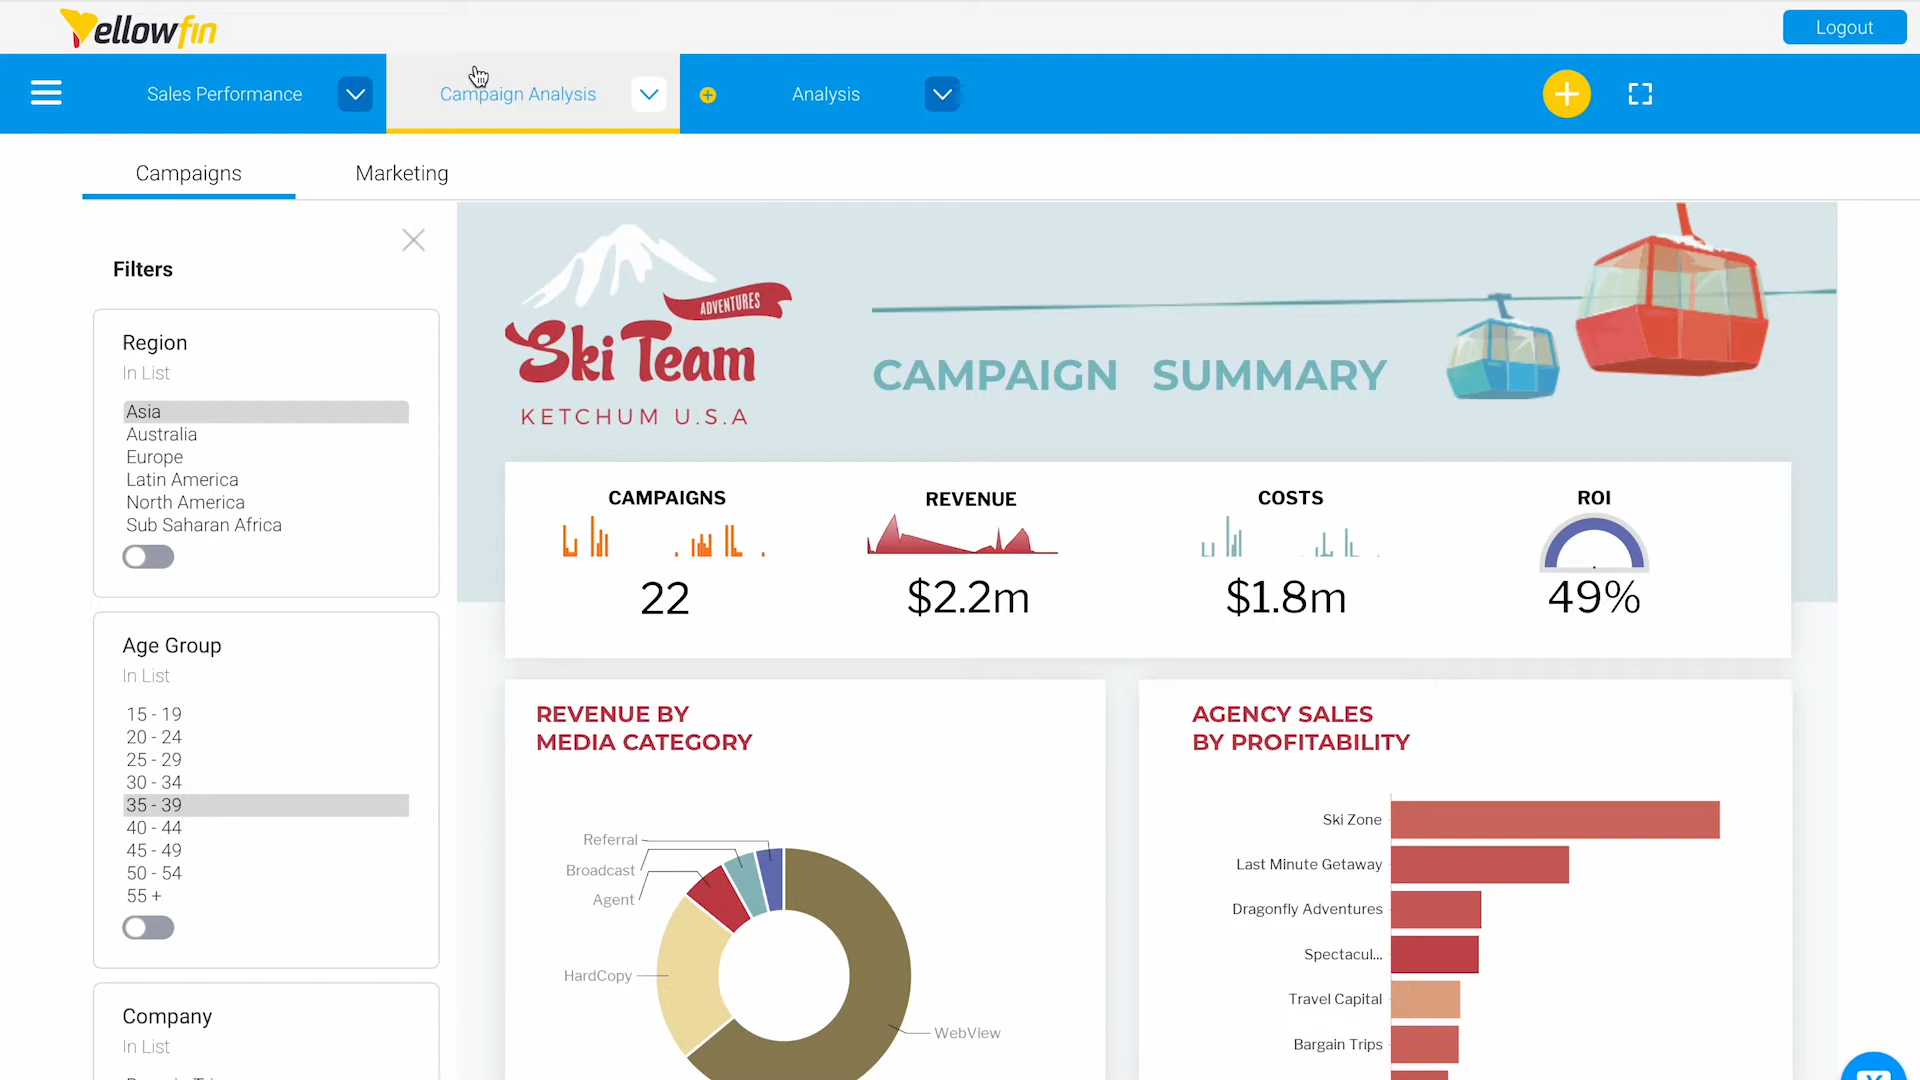 Yellowfin
Logout
Sales Performance
Campaign Analysis
Analysis
Campaigns
Marketing
Filters
Region
In List
Asia
Australia
Europe
Latin America
North America
Sub Saharan Africa
Age Group
In List
15 - 19
20 - 24
25 - 29
30 - 34
35 - 39
40 - 44
45 - 49
50 - 54
55 +
Company
In List
ADVENTURES
Ski Team
KETCHUM U.S.A
CAMPAIGN SUMMARY
CAMPAIGNS
22
REVENUE
$2.2m
COSTS
$1.8m
ROI
49%
REVENUE BY
MEDIA CATEGORY
Referral
Broadcast
Agent
HardCopy
WebView
AGENCY SALES
BY PROFITABILITY
Ski Zone
Last Minute Getaway
Dragonfly Adventures
Spectacul...
Travel Capital
Bargain Trips